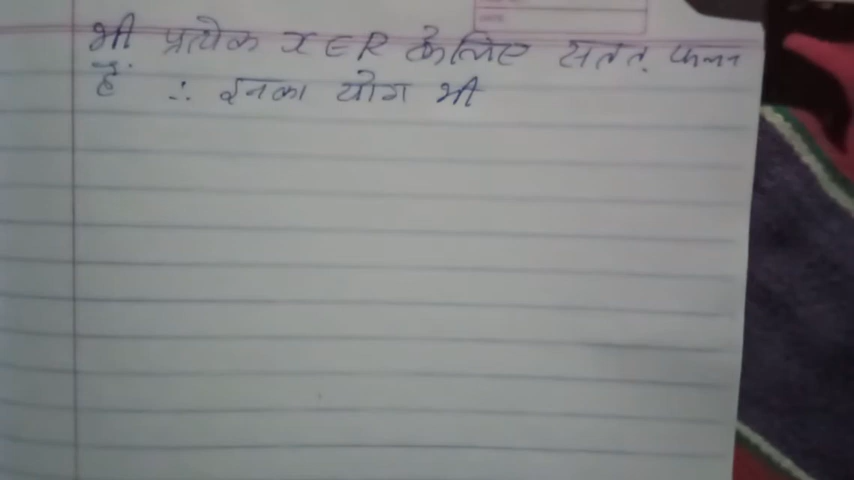 भी प्रत्येक x ∈ R के लिए सतत् फलन
हैं ∴ इनका योग भी